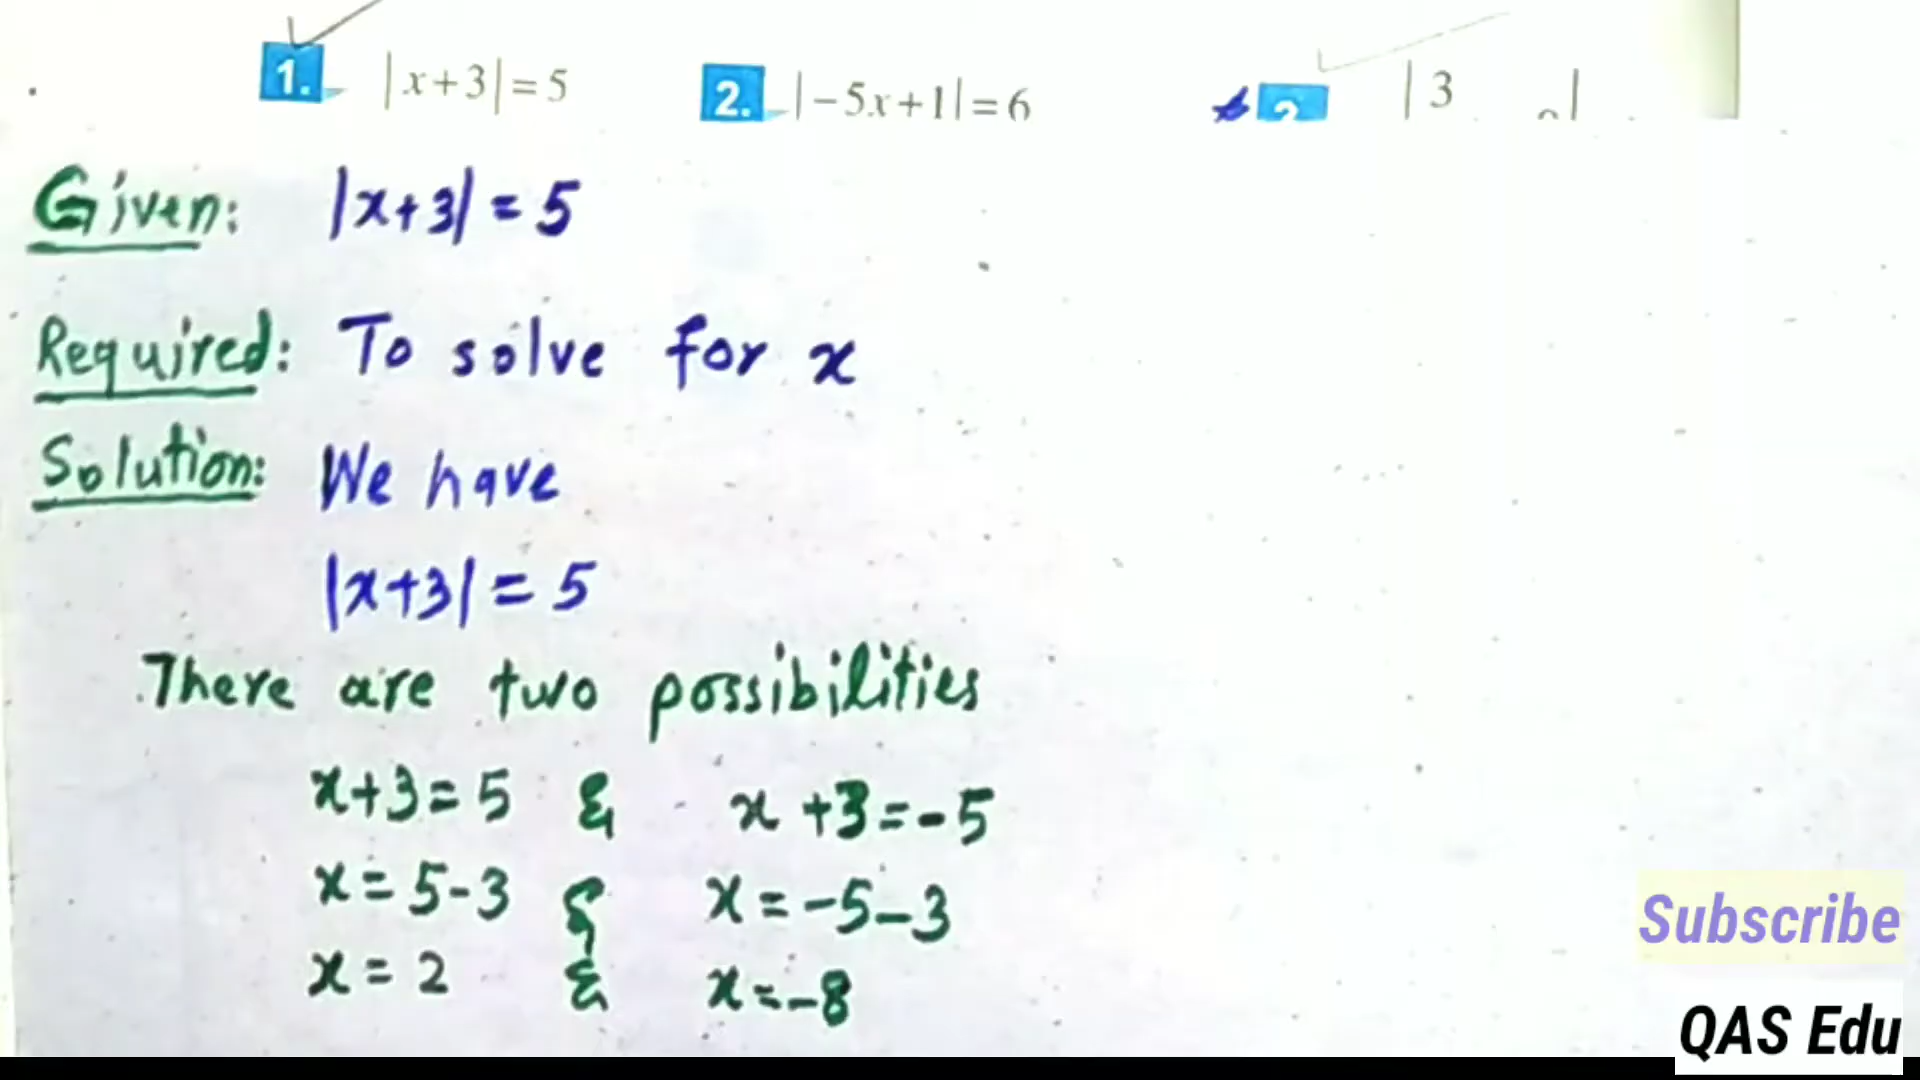 1. |x+3|=5 2. |-5x+1|=6 |3
Given: |x+3| = 5
Required: To solve for x
Solution: We have
|x+3| = 5
There are two possibilities
x+3=5 & x+3=-5
x=5-3 & x=-5-3
x=2 & x=-8
Subscribe
QAS Edu